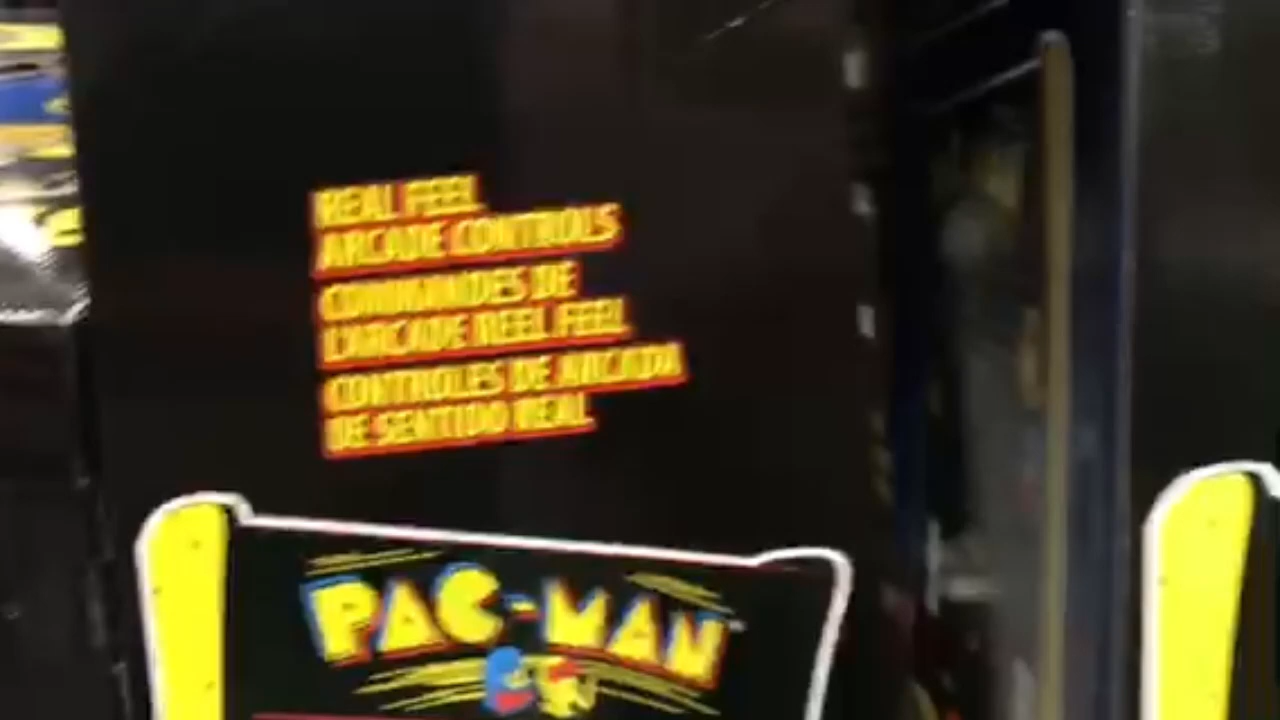 REAL FEEL
ARCADE CONTROLS
COMMANDES DE
L'ARCADE REEL FEEL
CONTROLES DE ARCADA
DE SENTIDO REAL
PAC-MAN